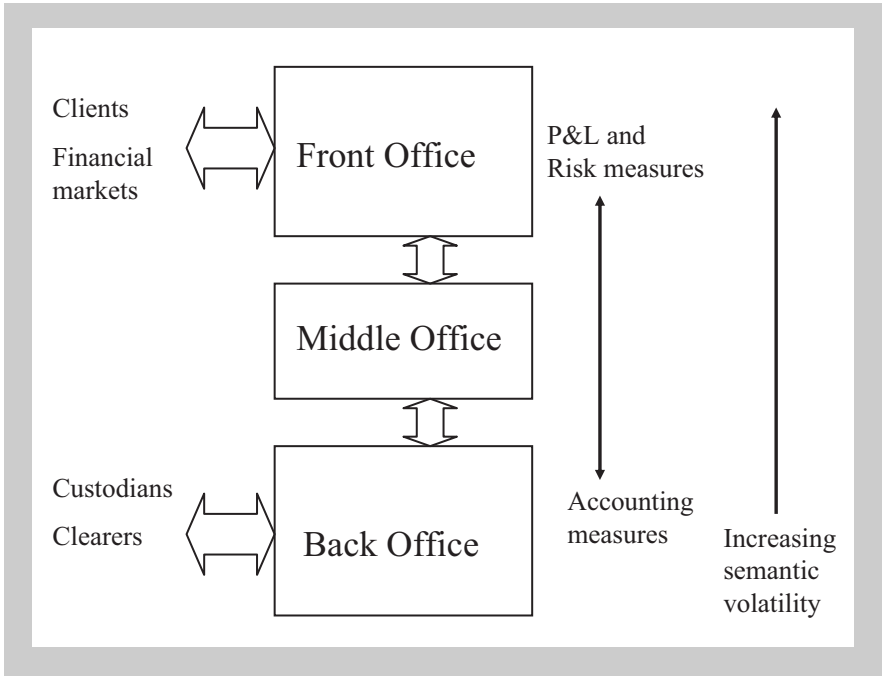 Clients
Financial
markets
Front Office
P&L and
Risk measures
Middle Office
Custodians
Clearers
Back Office
Accounting
measures
Increasing
semantic
volatility